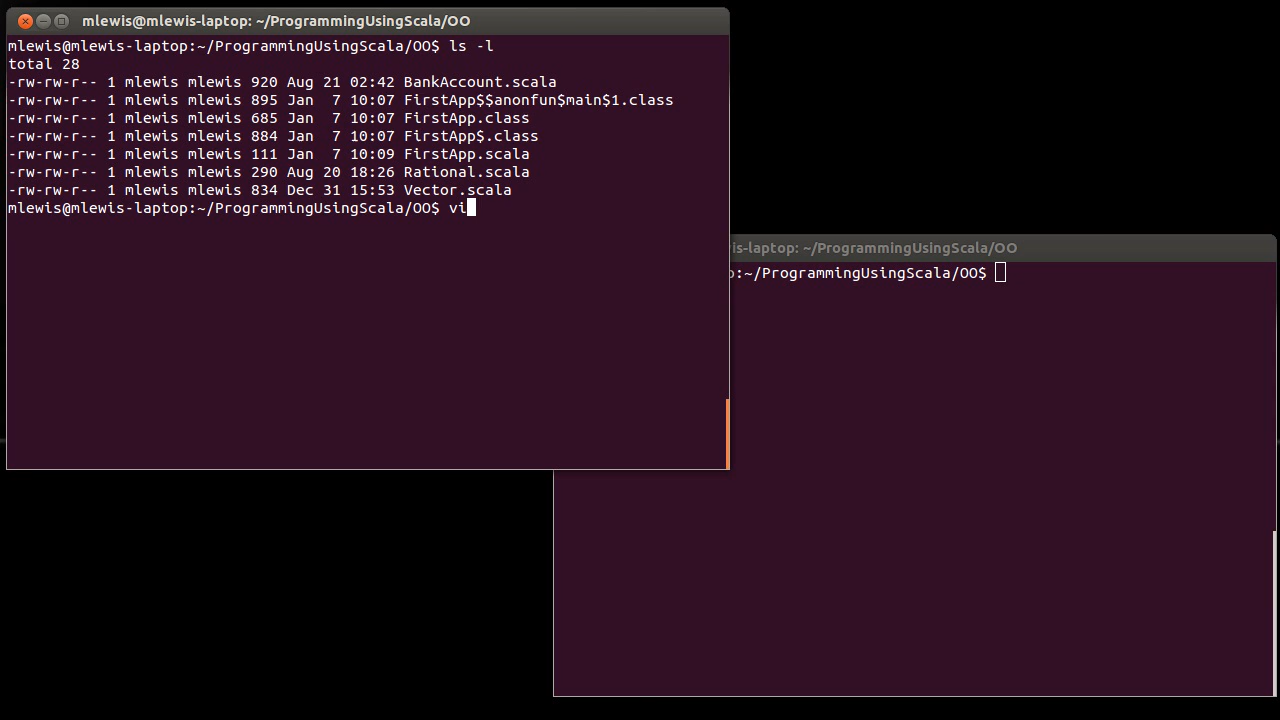 mlewis@mlewis-laptop: ~/ProgrammingUsingScala/OO
mlewis@mlewis-laptop:~/ProgrammingUsingScala/OO$ ls -l
total 28
-rw-rw-r-- 1 mlewis mlewis 920 Aug 21 02:42 BankAccount.scala
-rw-rw-r-- 1 mlewis mlewis 895 Jan  7 10:07 FirstApp$$anonfun$main$1.class
-rw-rw-r-- 1 mlewis mlewis 685 Jan  7 10:07 FirstApp.class
-rw-rw-r-- 1 mlewis mlewis 884 Jan  7 10:07 FirstApp$.class
-rw-rw-r-- 1 mlewis mlewis 111 Jan  7 10:09 FirstApp.scala
-rw-rw-r-- 1 mlewis mlewis 290 Aug 20 18:26 Rational.scala
-rw-rw-r-- 1 mlewis mlewis 834 Dec 31 15:53 Vector.scala
mlewis@mlewis-laptop:~/ProgrammingUsingScala/OO$ vi
is-laptop: ~/ProgrammingUsingScala/OO
p:~/ProgrammingUsingScala/OO$